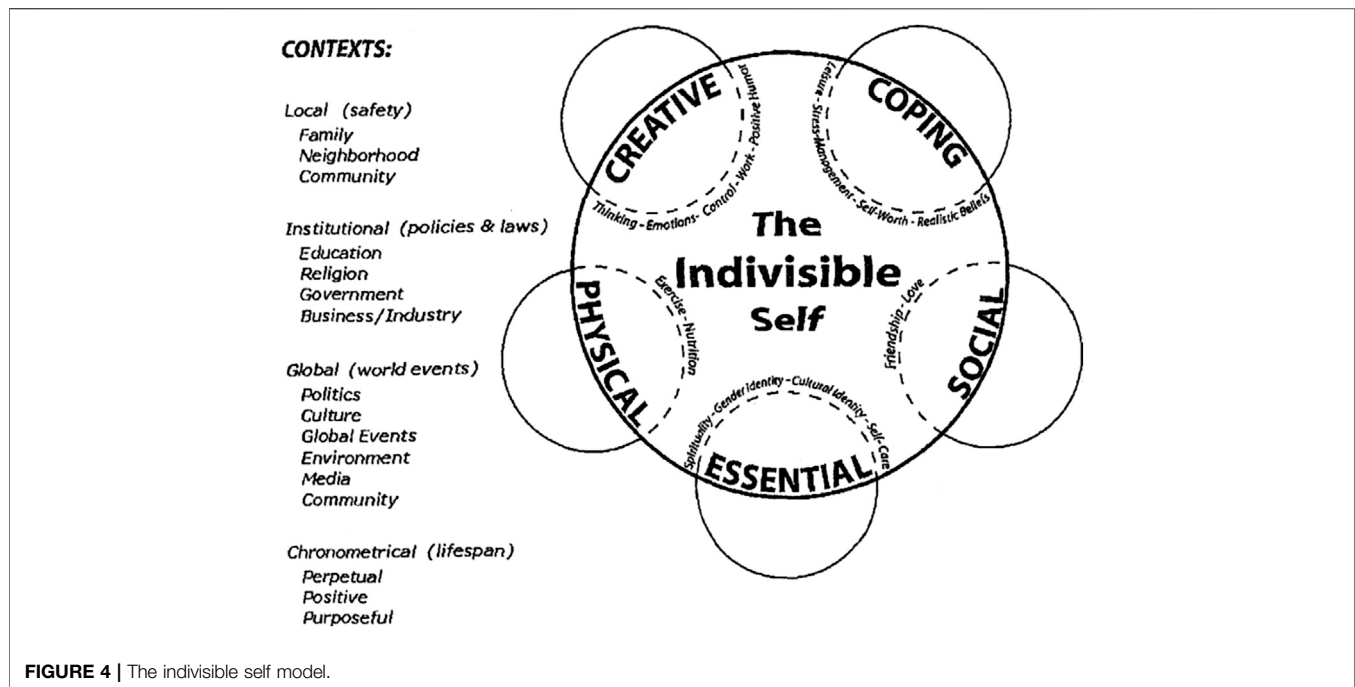 CONTEXTS:
Local (safety)
Family
Neighborhood
Community
Institutional (policies & laws)
Education
Religion
Government
Business/Industry
Global (world events)
Politics
Culture
Global Events
Environment
Media
Community
Chronometrical (lifespan)
Perpetual
Positive
Purposeful
CREATIVE
Thinking - Emotions - Control - Work - Positive Humor
COPING
Leisure - Stress Management - Self-Worth - Realistic Beliefs
The
Indivisible
Self
PHYSICAL
Exercise - Nutrition
SOCIAL
Friendship - Love
ESSENTIAL
Spirituality - Gender Identity - Cultural Identity - Self-Care
FIGURE 4 | The indivisible self model.